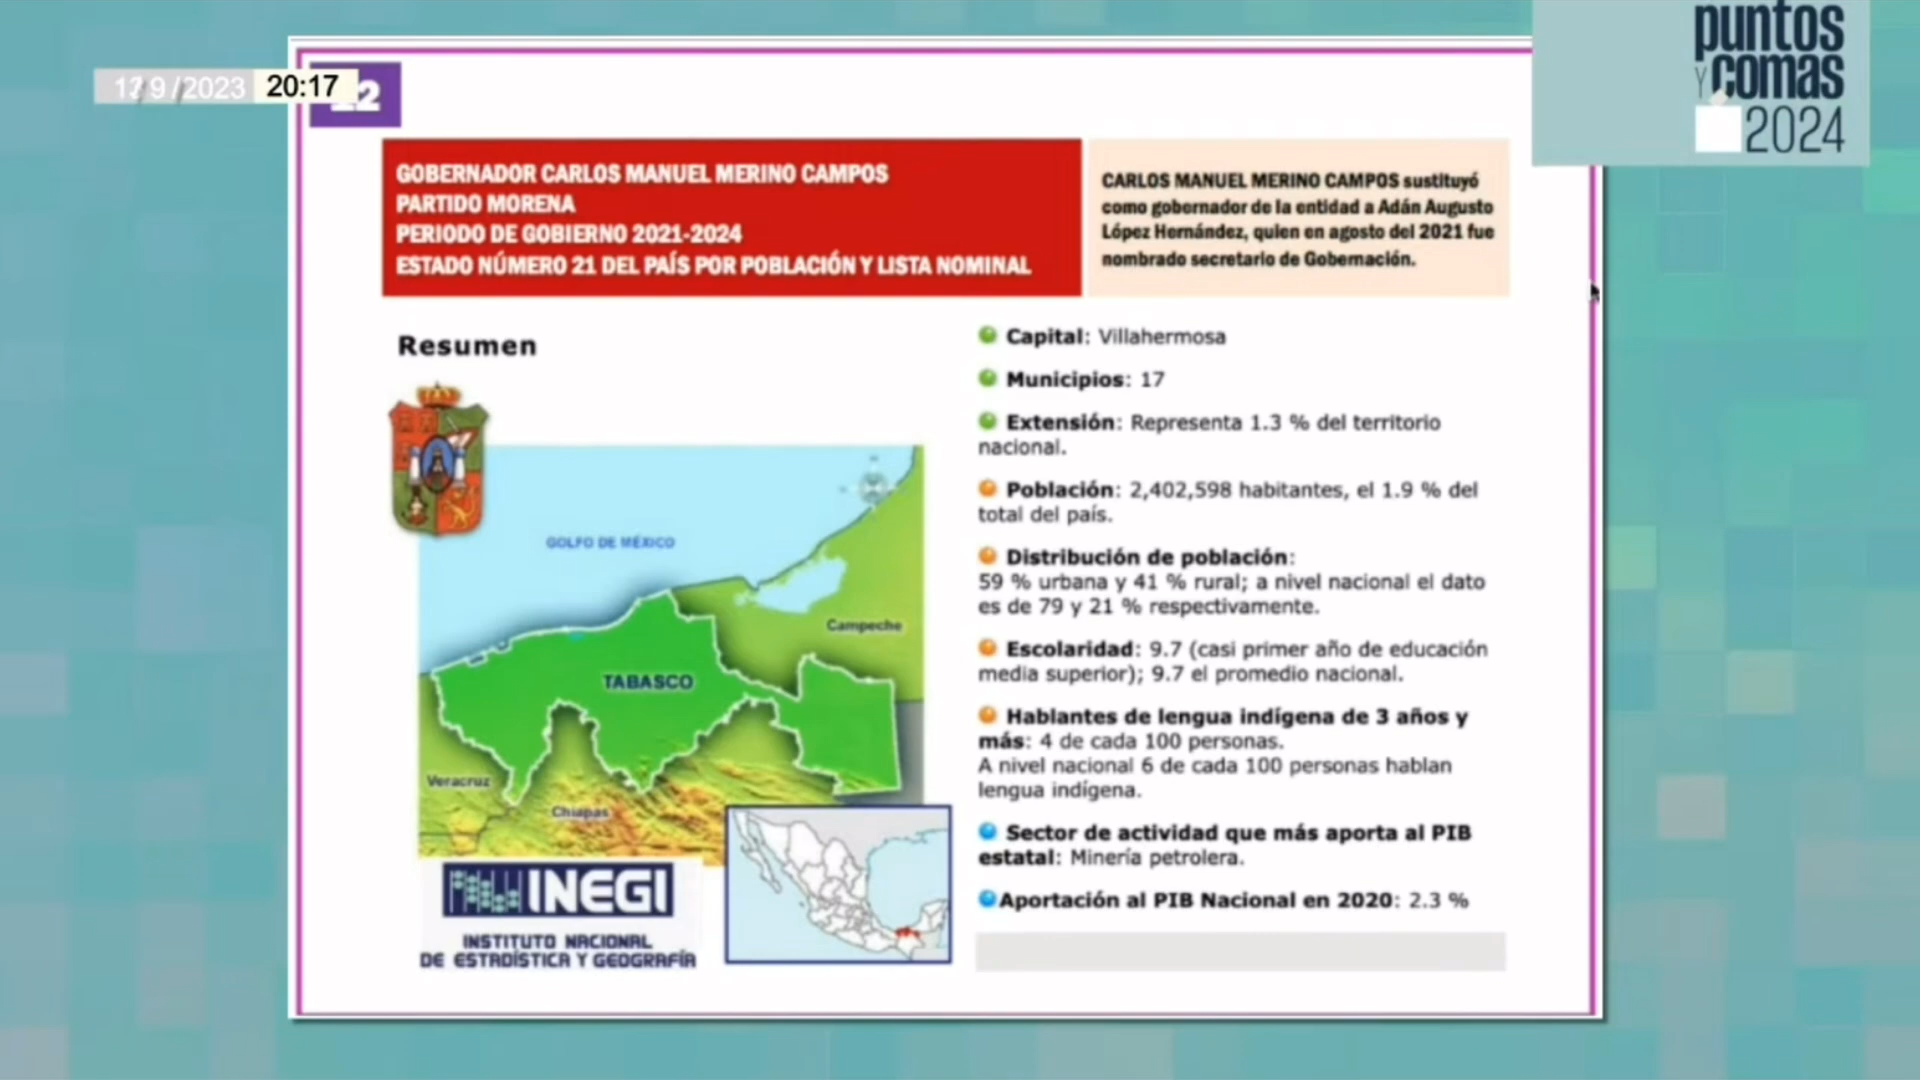 puntos
y comas
2024
20:17
GOBERNADOR CARLOS MANUEL MERINO CAMPOS
PARTIDO MORENA
PERIODO DE GOBIERNO 2021-2024
ESTADO NÚMERO 21 DEL PAÍS POR POBLACIÓN Y LISTA NOMINAL
CARLOS MANUEL MERINO CAMPOS sustituyó
como gobernador de la entidad a Adán Augusto
López Hernández, quien en agosto del 2021 fue
nombrado secretario de Gobernación.
Resumen
GOLFO DE MÉXICO
Campeche
TABASCO
Veracruz
Chiapas
INEGI
INSTITUTO NACIONAL
DE ESTADÍSTICA Y GEOGRAFÍA
Capital: Villahermosa
Municipios: 17
Extensión: Representa 1.3 % del territorio
nacional.
Población: 2,402,598 habitantes, el 1.9 % del
total del país.
Distribución de población:
59 % urbana y 41 % rural; a nivel nacional el dato
es de 79 y 21 % respectivamente.
Escolaridad: 9.7 (casi primer año de educación
media superior); 9.7 el promedio nacional.
Hablantes de lengua indígena de 3 años y
más: 4 de cada 100 personas.
A nivel nacional 6 de cada 100 personas hablan
lengua indígena.
Sector de actividad que más aporta al PIB
estatal: Minería petrolera.
Aportación al PIB Nacional en 2020: 2.3 %